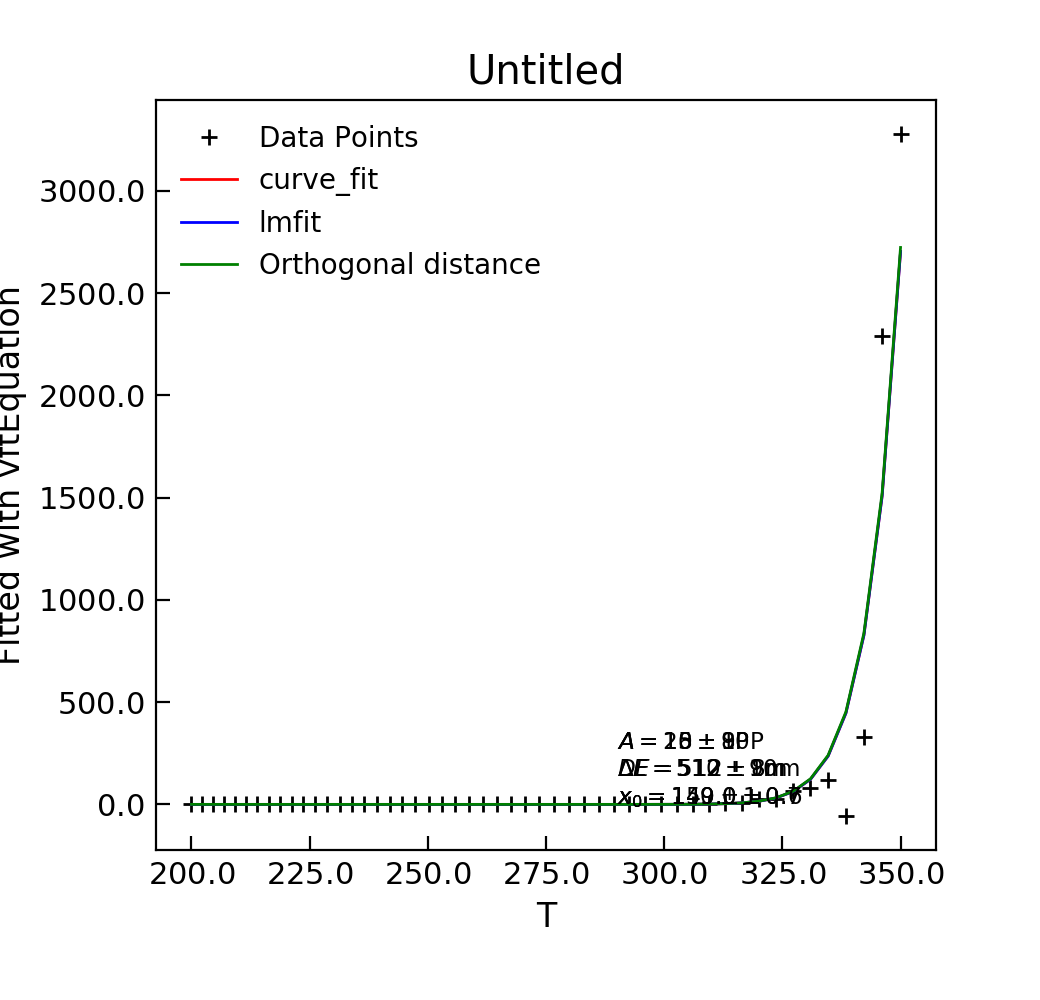 Untitled
Data Points
curve_fit
lmfit
Orthogonal distance
3000.0
2500.0
2000.0
1500.0
1000.0
500.0
0.0
Fitted with vftEquation
200.0 225.0 250.0 275.0 300.0 325.0 350.0
T